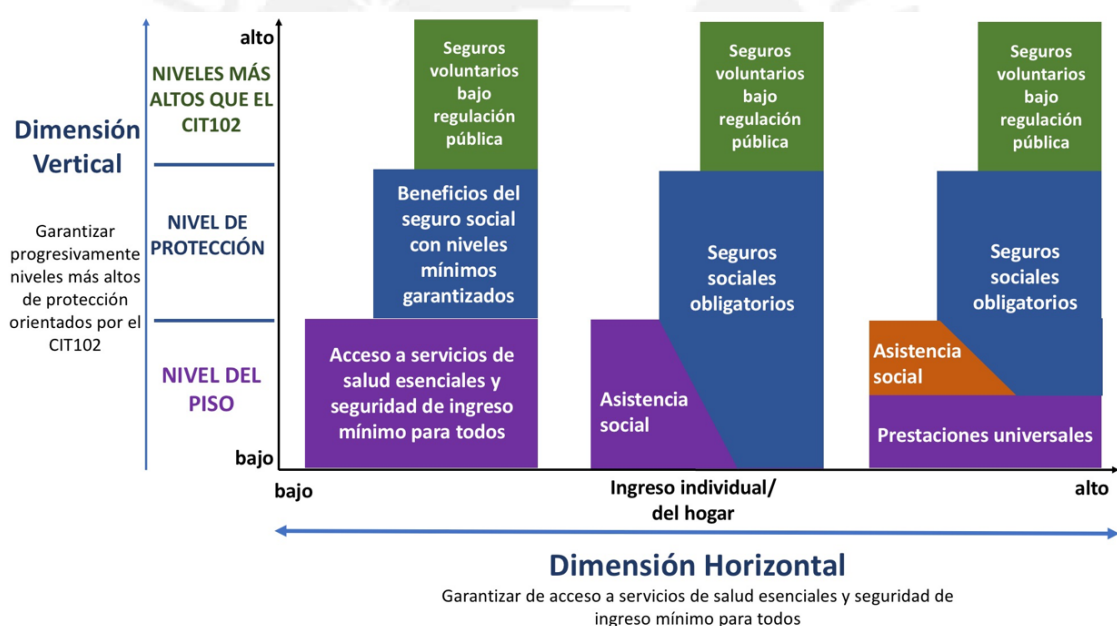 alto
NIVELES MÁS
ALTOS QUE EL
CIT102
Dimensión
Vertical
Garantizar
progresivamente
niveles más altos
de protección
orientados por el
CIT102
NIVEL DE
PROTECCIÓN
NIVEL DEL
PISO
bajo
Seguros
voluntarios
bajo
regulación
pública
Beneficios del
seguro social
con niveles
mínimos
garantizados
Acceso a servicios de
salud esenciales y
seguridad de ingreso
mínimo para todos
Seguros
voluntarios
bajo
regulación
pública
Seguros
sociales
obligatorios
Asistencia
social
Seguros
voluntarios
bajo
regulación
pública
Seguros
sociales
obligatorios
Asistencia
social
Prestaciones universales
bajo
Ingreso individual/
del hogar
alto
Dimensión Horizontal
Garantizar de acceso a servicios de salud esenciales y seguridad de
ingreso mínimo para todos